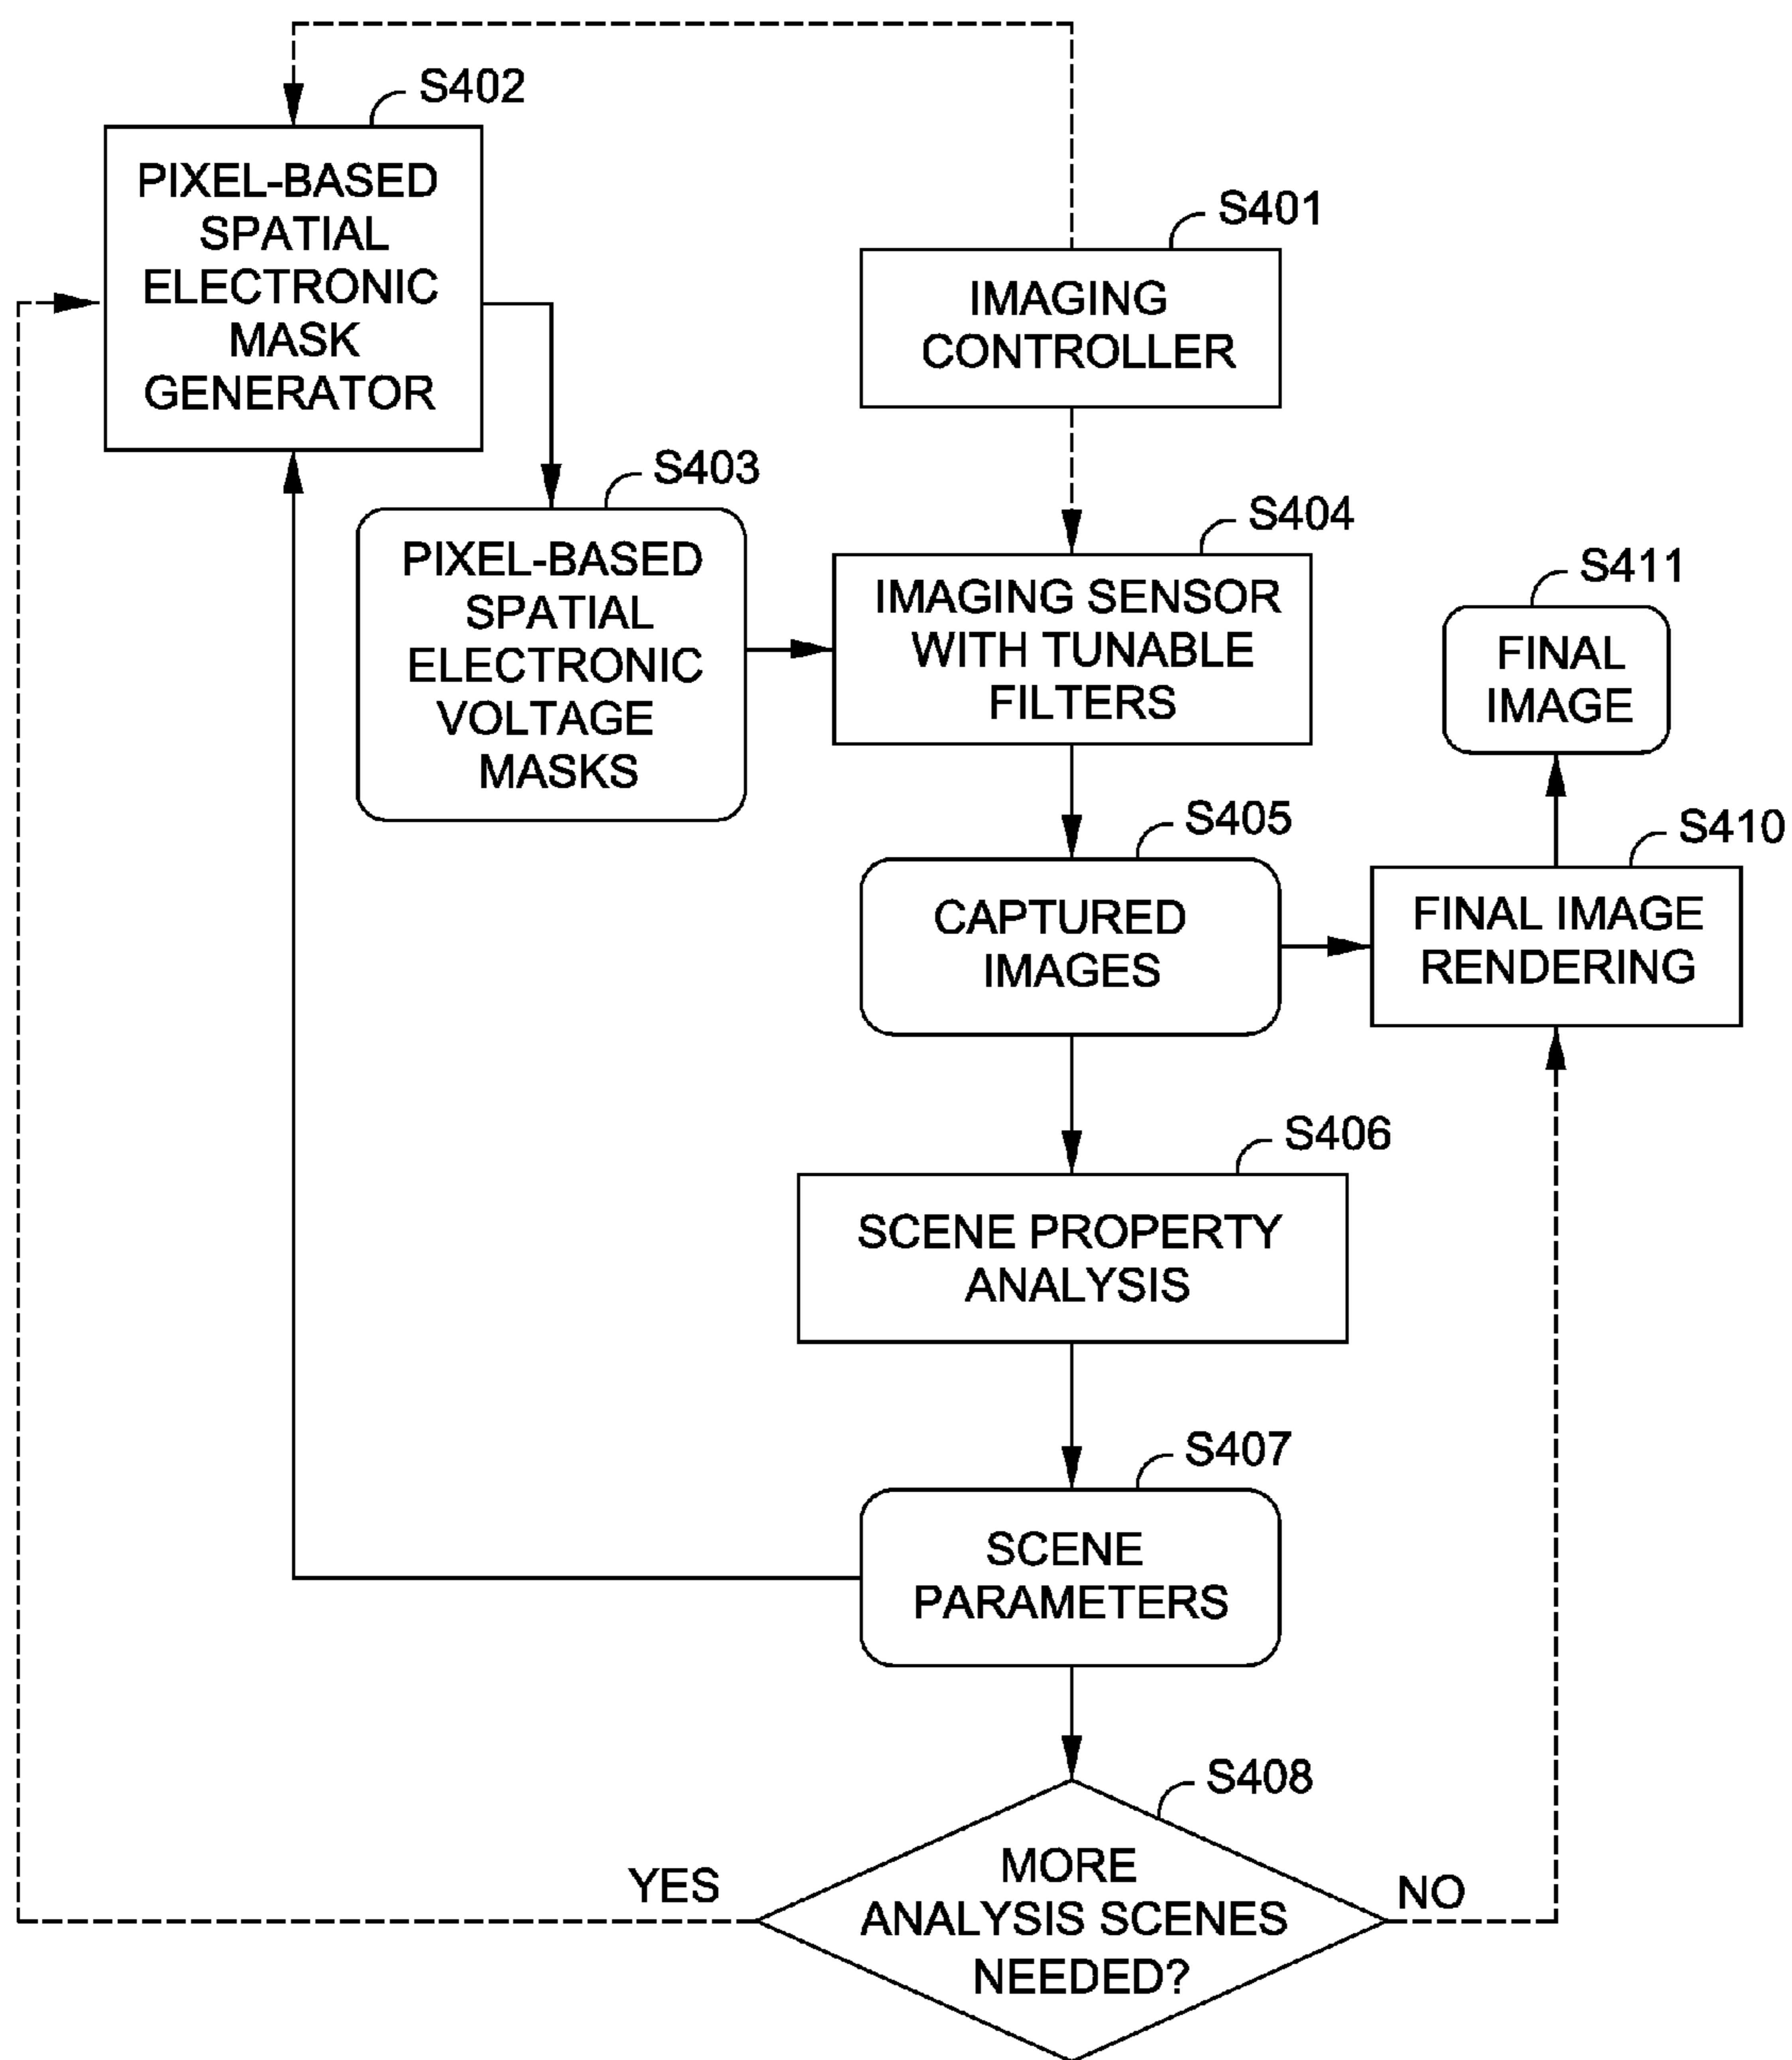 S402
PIXEL-BASED
SPATIAL
ELECTRONIC
MASK
GENERATOR
S401
IMAGING
CONTROLLER
S403
PIXEL-BASED
SPATIAL
ELECTRONIC
VOLTAGE
MASKS
S404
IMAGING SENSOR
WITH TUNABLE
FILTERS
S411
FINAL
IMAGE
S405
CAPTURED
IMAGES
S410
FINAL IMAGE
RENDERING
S406
SCENE PROPERTY
ANALYSIS
S407
SCENE
PARAMETERS
S408
MORE
ANALYSIS SCENES
NEEDED?
YES
NO